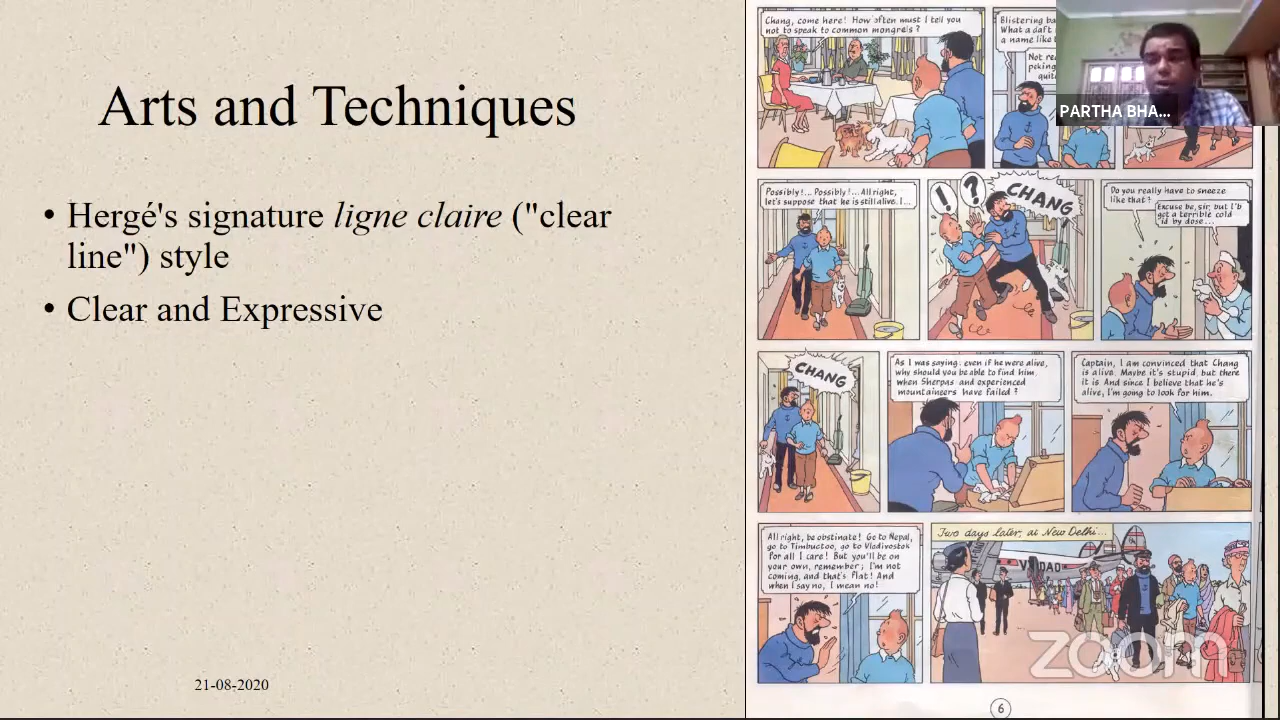 Arts and Techniques
• Hergé's signature ligne claire ("clear
line") style
• Clear and Expressive
21-08-2020
Chang, come here! How often must I tell you
not to speak to common mongrels?
Blistering
What a daft
a name like
Not
quite
PARTHA BHA...
Possibly!... Possibly!... All right,
let's suppose that he is still alive. I...
! ?
CHANG
Do you really have to sneeze
like that?
Excuse be, sir, but I'b
got a terrible cold
id by dose...
CHANG
As I was saying: even if he were alive,
why should you be able to find him,
when Sherpas and experienced
mountaineers have failed?
Captain, I am convinced that Chang
is alive. Maybe it's stupid, but there
it is. And since I believe that he's
alive, I'm going to look for him.
All right, be obstinate! Go to Nepal,
go to Timbuctoo, go to Vladivostok
for all I care! But you'll be on
your own, remember; I'm not
coming, and that's flat! And
when I say no, I mean no!
Two days later, at New Delhi...
zoom
6